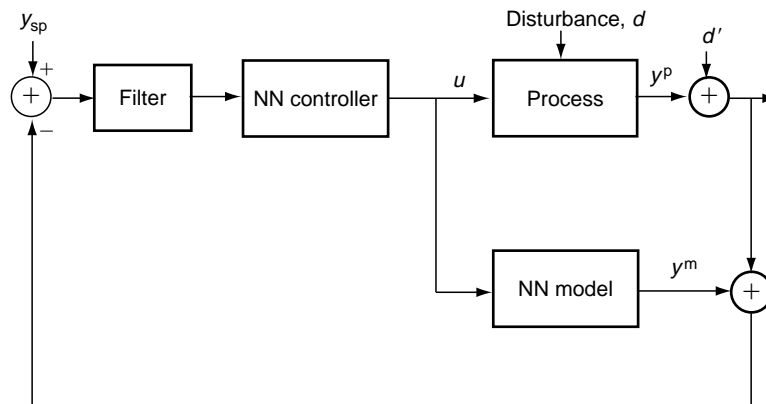 y_sp
Disturbance, d
d′
+
+
−
Filter
NN controller
u
Process
y^p
+
NN model
y^m
+